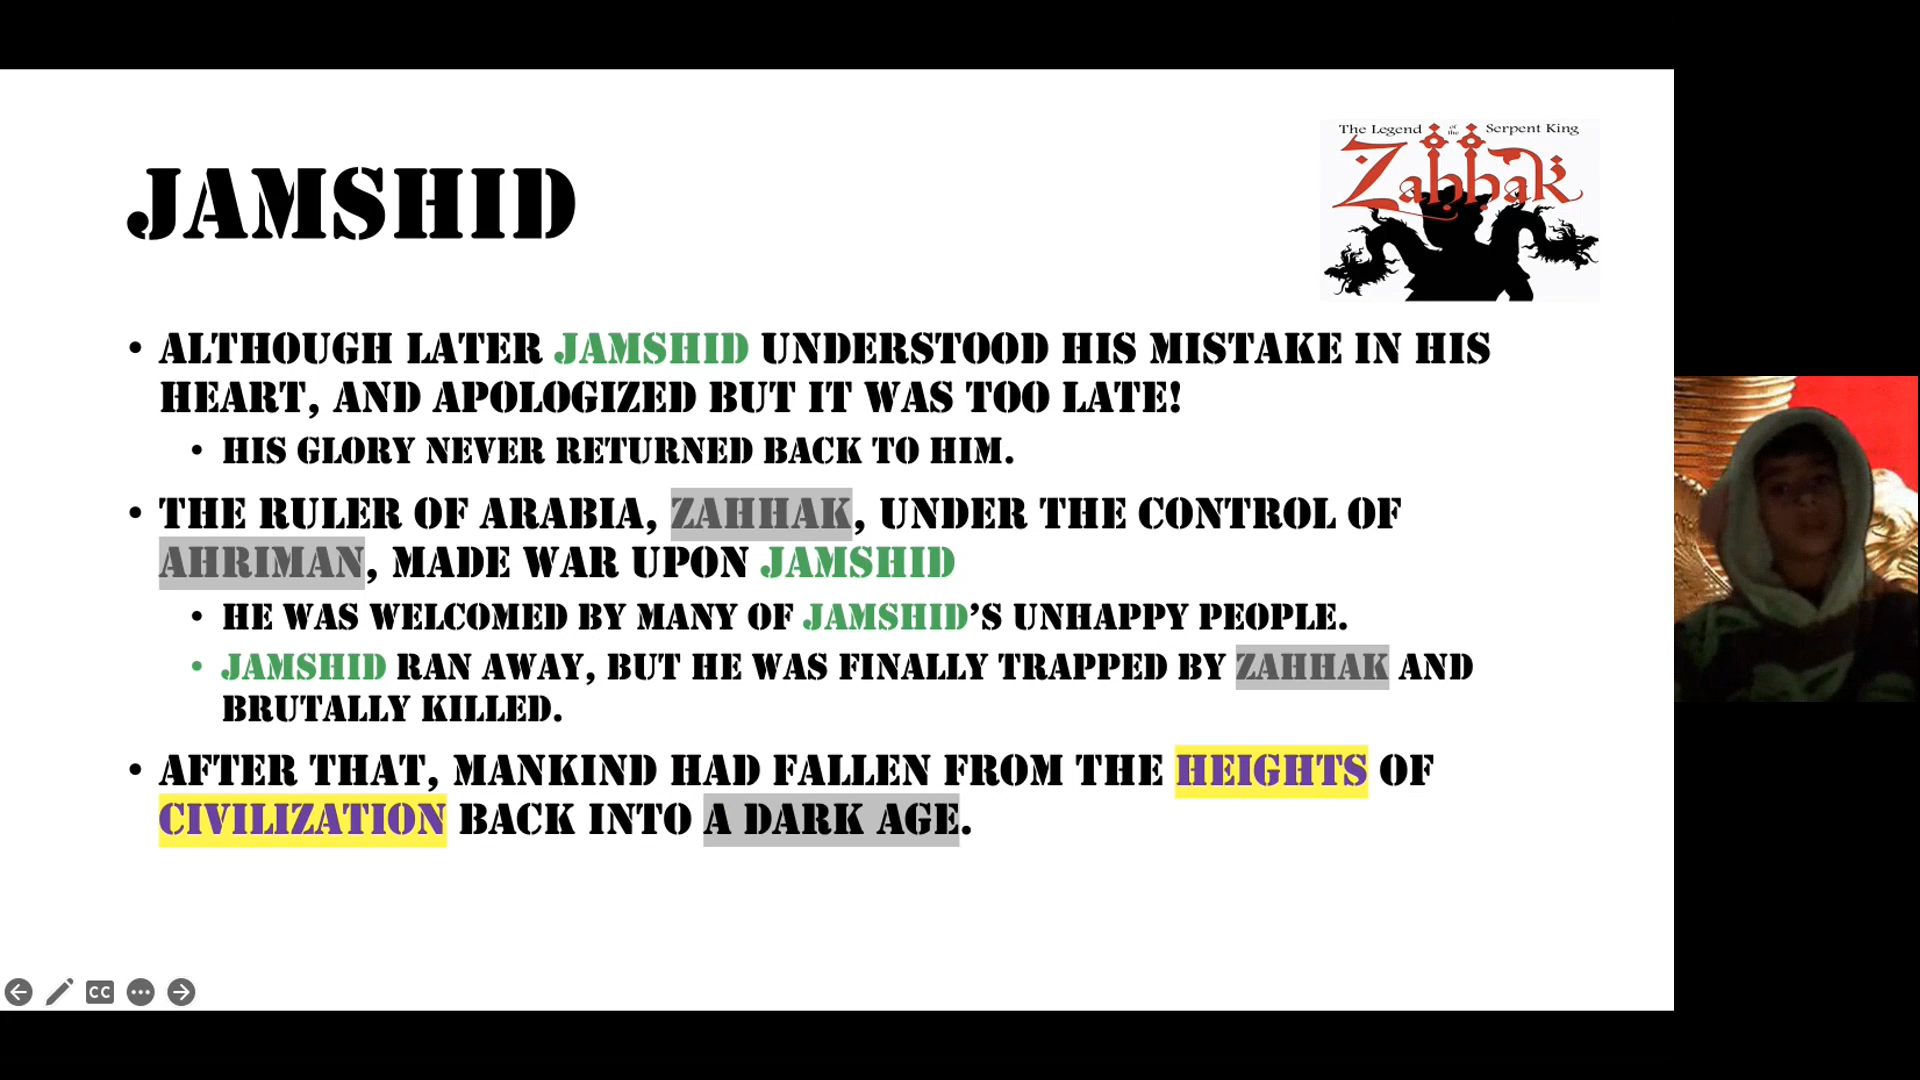 The Legend of the Serpent King
Zahhak
JAMSHID
• ALTHOUGH LATER JAMSHID UNDERSTOOD HIS MISTAKE IN HIS
HEART, AND APOLOGIZED BUT IT WAS TOO LATE!
• HIS GLORY NEVER RETURNED BACK TO HIM.
• THE RULER OF ARABIA, ZAHHAK, UNDER THE CONTROL OF
AHRIMAN, MADE WAR UPON JAMSHID
• HE WAS WELCOMED BY MANY OF JAMSHID’S UNHAPPY PEOPLE.
• JAMSHID RAN AWAY, BUT HE WAS FINALLY TRAPPED BY ZAHHAK AND
BRUTALLY KILLED.
• AFTER THAT, MANKIND HAD FALLEN FROM THE HEIGHTS OF
CIVILIZATION BACK INTO A DARK AGE.
CC